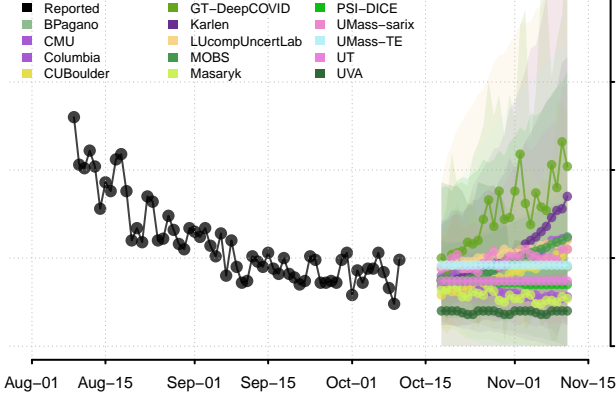 Reported GT−DeepCOVID PSI−DICE
BPagano Karlen UMass−sarix
CMU LUcompUncertLab UMass−TE
Columbia MOBS UT
CUBoulder Masaryk UVA
Aug−01 Aug−15 Sep−01 Sep−15 Oct−01 Oct−15 Nov−01 Nov−15